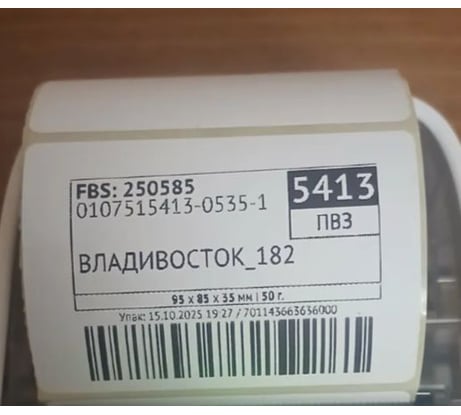 FBS: 250585
0107515413-0535-1
5413
ПВЗ
ВЛАДИВОСТОК_182
95 x 85 x 35 мм | 50 г.
Упак: 15.10.2025 19:27 / 701143663636000